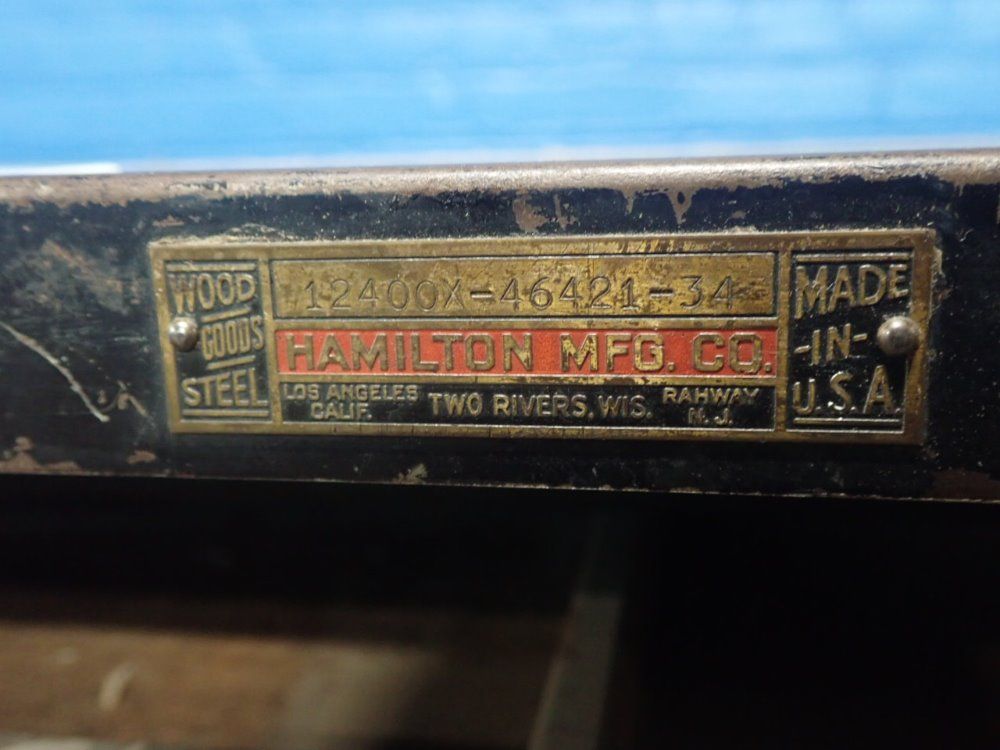 WOOD
GOODS
STEEL
12400X-46421-34
HAMILTON MFG. CO.
LOS ANGELES
CALIF.
TWO RIVERS, WIS.
RAHWAY
N. J.
MADE
-IN-
U.S.A.